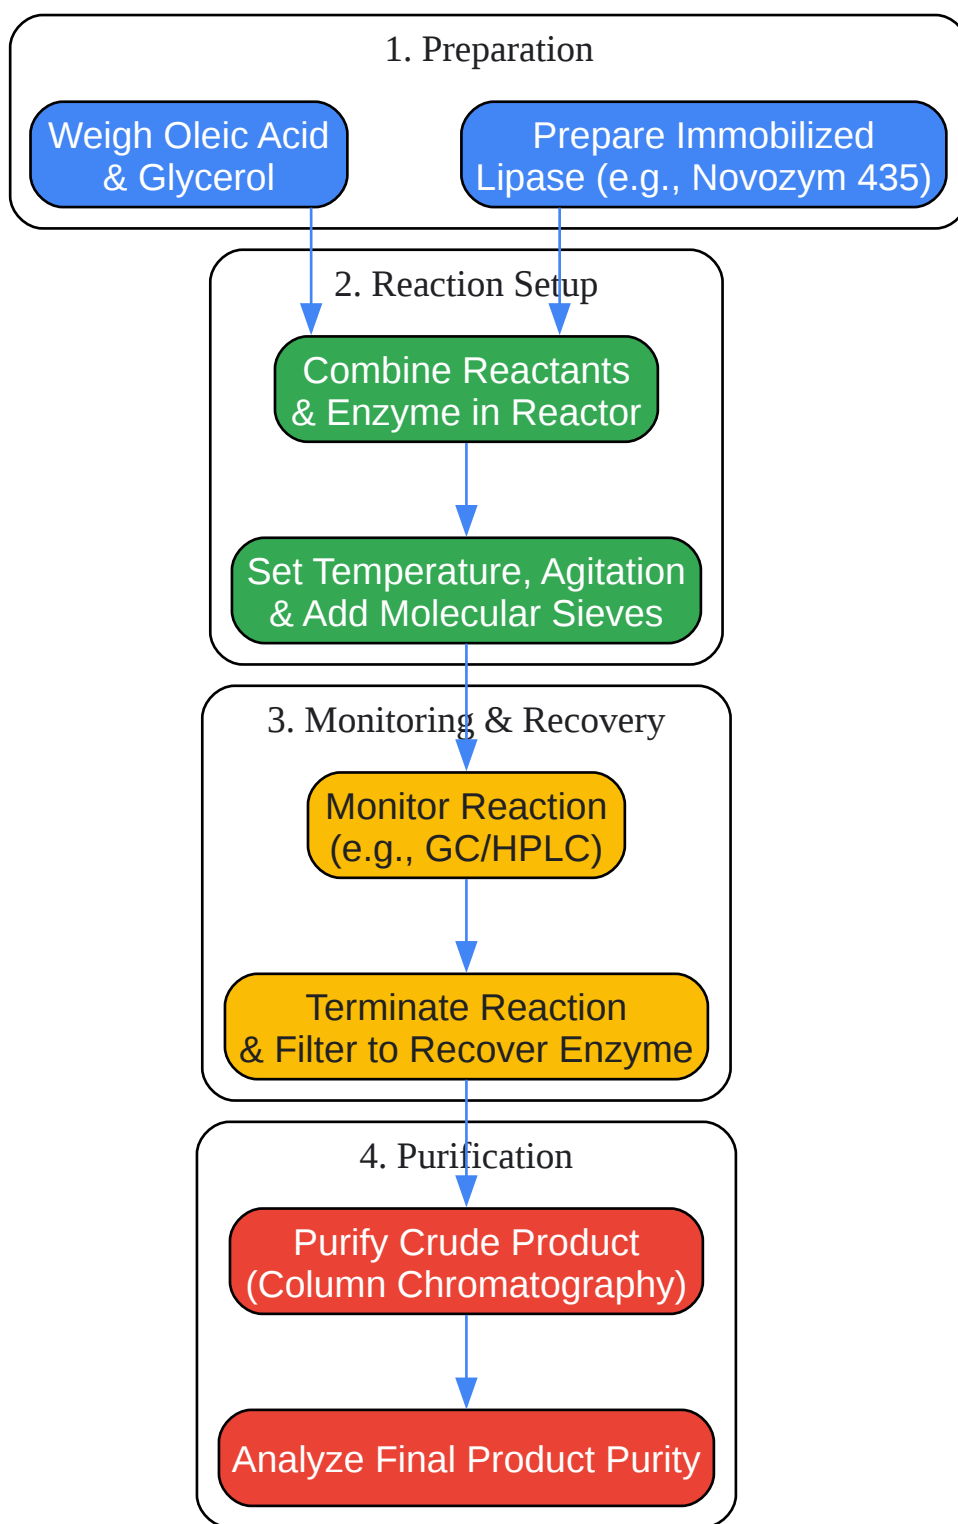 1. Preparation
Weigh Oleic Acid
& Glycerol
Prepare Immobilized
Lipase (e.g., Novozym 435)
2. Reaction Setup
Combine Reactants
& Enzyme in Reactor
Set Temperature, Agitation
& Add Molecular Sieves
3. Monitoring & Recovery
Monitor Reaction
(e.g., GC/HPLC)
Terminate Reaction
& Filter to Recover Enzyme
4. Purification
Purify Crude Product
(Column Chromatography)
Analyze Final Product Purity